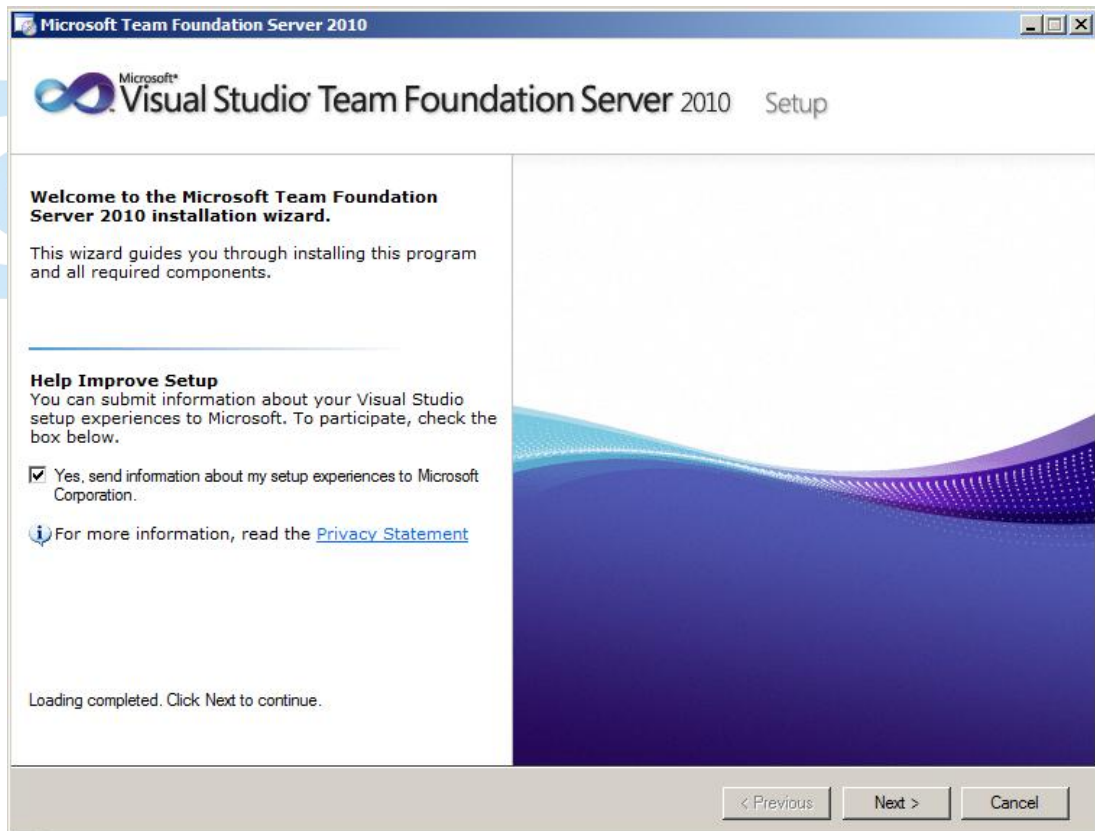 Microsoft Team Foundation Server 2010
Microsoft®
Visual Studio Team Foundation Server 2010 Setup
Welcome to the Microsoft Team Foundation
Server 2010 installation wizard.
This wizard guides you through installing this program
and all required components.
Help Improve Setup
You can submit information about your Visual Studio
setup experiences to Microsoft. To participate, check the
box below.
Yes, send information about my setup experiences to Microsoft
Corporation.
For more information, read the Privacy Statement
Loading completed. Click Next to continue.
< Previous Next > Cancel